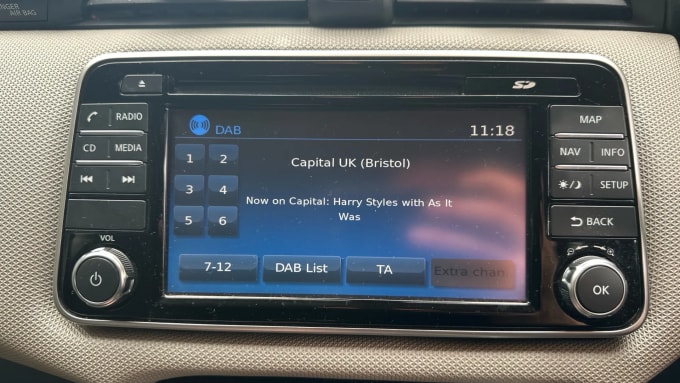 NGER
AIR BAG
SD
RADIO
CD MEDIA
VOL
DAB
11:18
1 2
3 4
5 6
Capital UK (Bristol)
Now on Capital: Harry Styles with As It
Was
7-12
DAB List
TA
Extra chan
MAP
NAV INFO
SETUP
BACK
OK